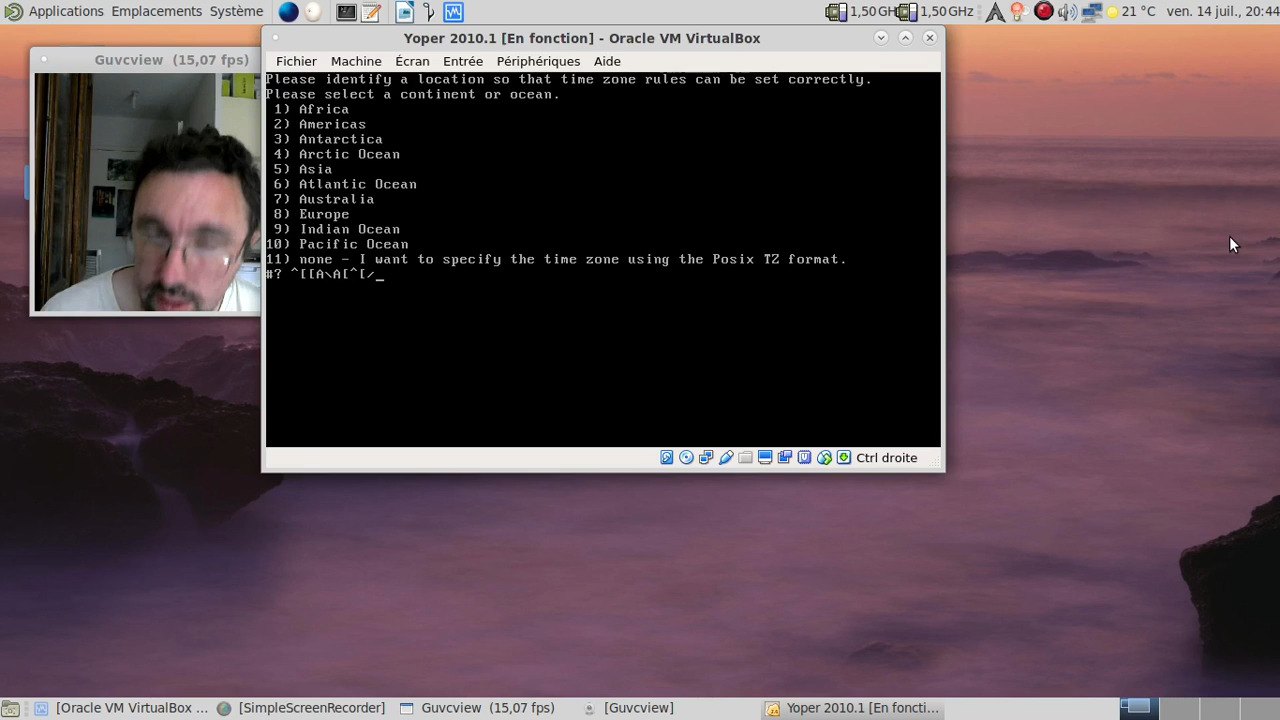 Applications Emplacements Système
1,50 GH 1,50 GHz 21 °C ven. 14 juil., 20:44
Guvcview (15,07 fps)
Yoper 2010.1 [En fonction] - Oracle VM VirtualBox
Fichier Machine Écran Entrée Périphériques Aide
Please identify a location so that time zone rules can be set correctly.
Please select a continent or ocean.
1) Africa
2) Americas
3) Antarctica
4) Arctic Ocean
5) Asia
6) Atlantic Ocean
7) Australia
8) Europe
9) Indian Ocean
10) Pacific Ocean
11) none - I want to specify the time zone using the Posix TZ format.
#? ^[[A\A[^[/_
Ctrl droite
[Oracle VM VirtualBox ... [SimpleScreenRecorder] Guvcview (15,07 fps) [Guvcview] Yoper 2010.1 [En foncti...